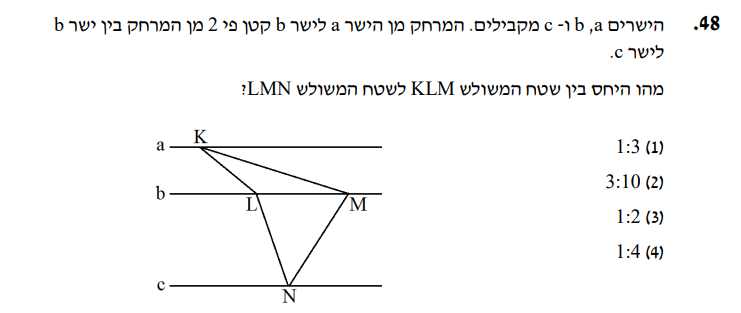 48. הישרים a, b ו- c מקבילים. המרחק מן הישר a לישר b קטן פי 2 מן המרחק בין ישר b
לישר c.
מהו היחס בין שטח המשולש KLM לשטח המשולש LMN?
(1) 1:3
(2) 3:10
(3) 1:2
(4) 1:4
a
K
b
L
M
c
N